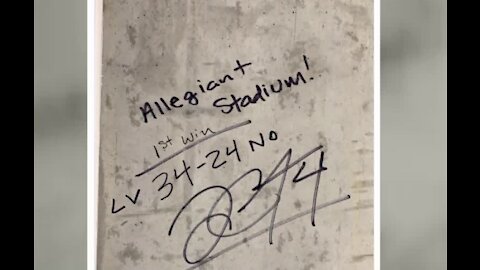 Allegiant
Stadium!
1st win
LV 34-24 NO